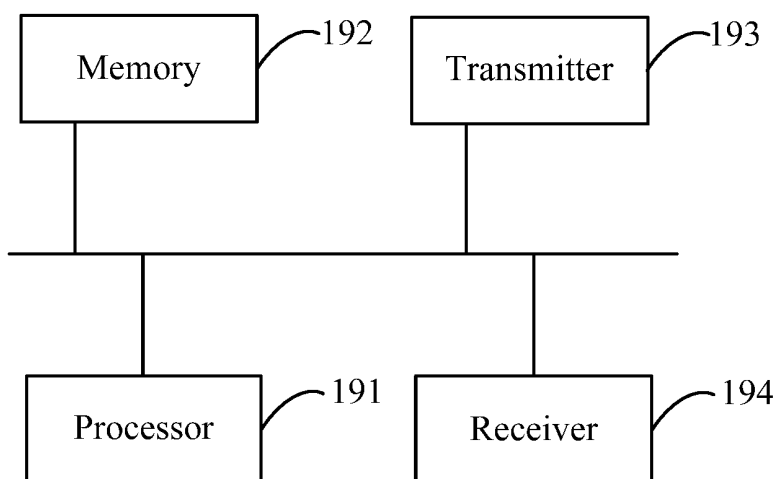 Memory
192
Transmitter
193
Processor
191
Receiver
194